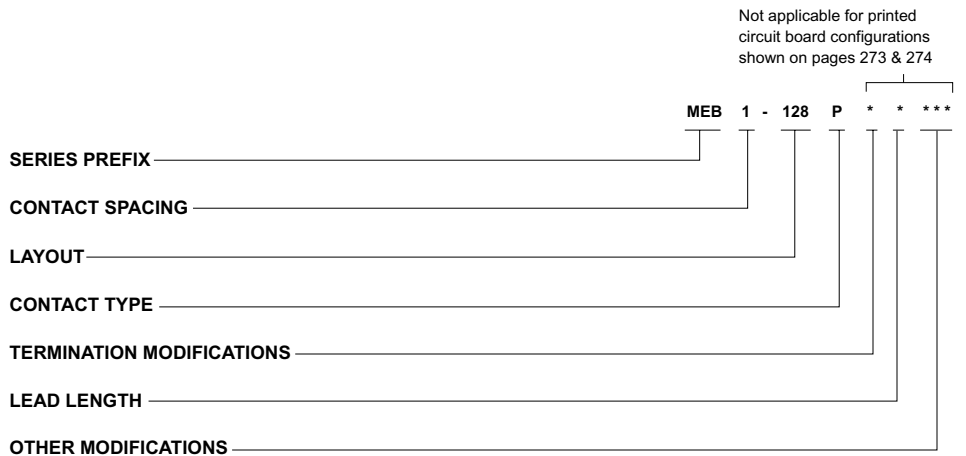 Not applicable for printed
circuit board configurations
shown on pages 273 & 274
MEB 1 - 128 P * * ***
SERIES PREFIX
CONTACT SPACING
LAYOUT
CONTACT TYPE
TERMINATION MODIFICATIONS
LEAD LENGTH
OTHER MODIFICATIONS